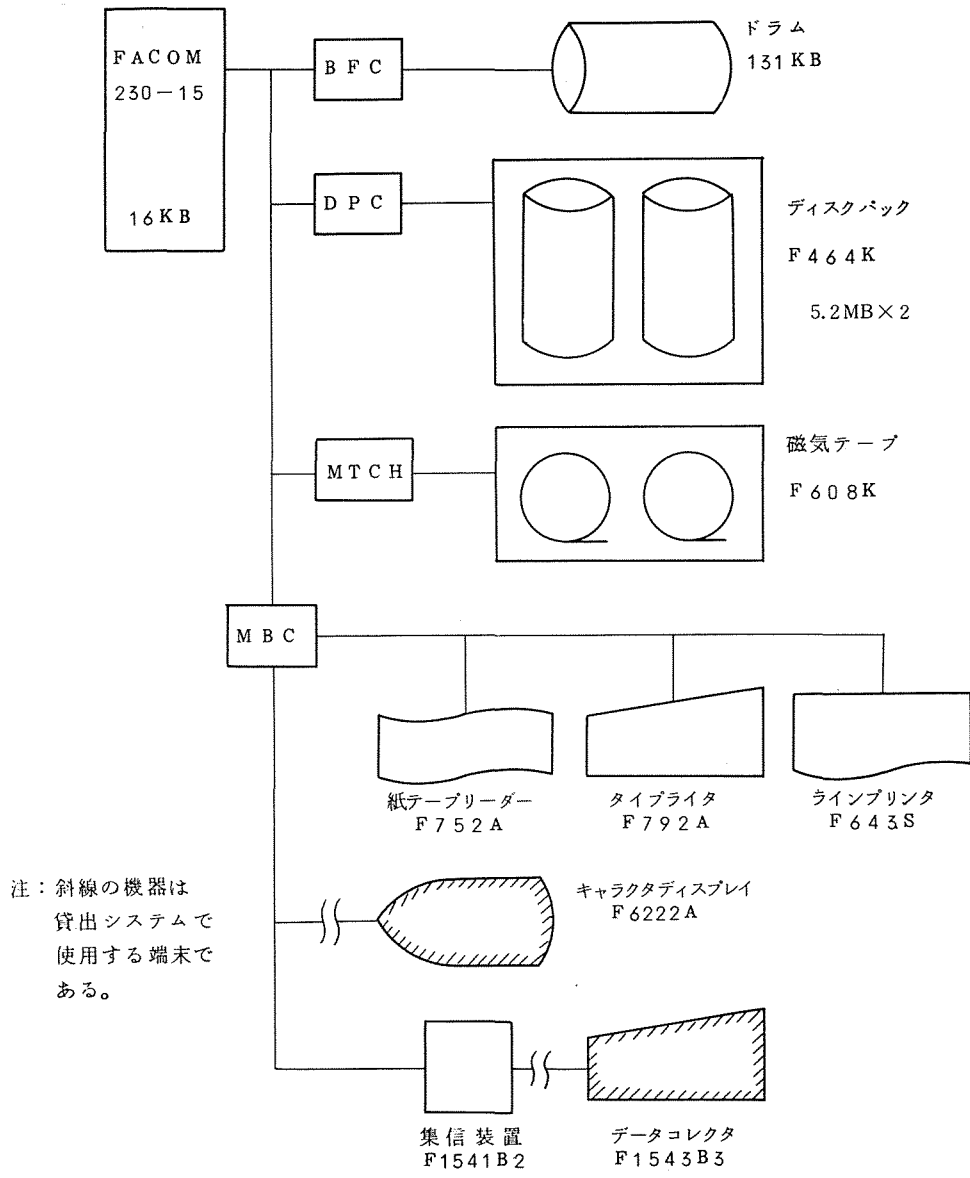 FACOM
230-15
16KB
BFC
ドラム
131KB
DPC
ディスクパック
F464K
5.2MB×2
MTCH
磁気テープ
F608K
MBC
紙テープリーダー
F752A
タイプライタ
F792A
ラインプリンタ
F643S
注：斜線の機器は
貸出システムで
使用する端末で
ある。
キャラクタディスプレイ
F6222A
集信装置
F1541B2
データコレクタ
F1543B3